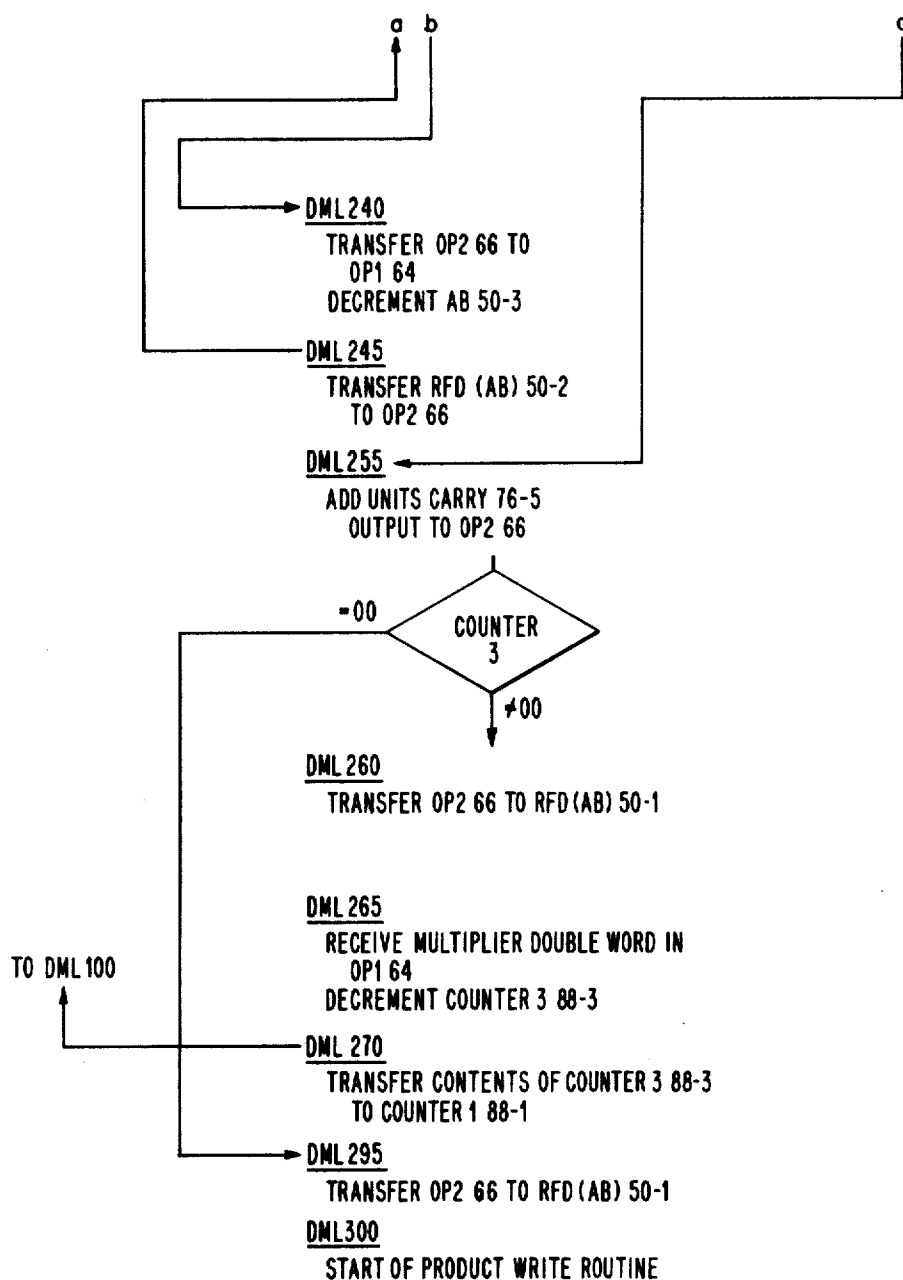 a b
DML240
TRANSFER OP2 66 TO
OP1 64
DECREMENT AB 50-3
DML245
TRANSFER RFD (AB) 50-2
TO OP2 66
DML255
ADD UNITS CARRY 76-5
OUTPUT TO OP2 66
=00
COUNTER
3
≠00
DML260
TRANSFER OP2 66 TO RFD(AB) 50-1
DML265
RECEIVE MULTIPLIER DOUBLE WORD IN
OP1 64
DECREMENT COUNTER 3 88-3
TO DML100
DML 270
TRANSFER CONTENTS OF COUNTER 3 88-3
TO COUNTER 1 88-1
DML295
TRANSFER OP2 66 TO RFD(AB) 50-1
DML300
START OF PRODUCT WRITE ROUTINE